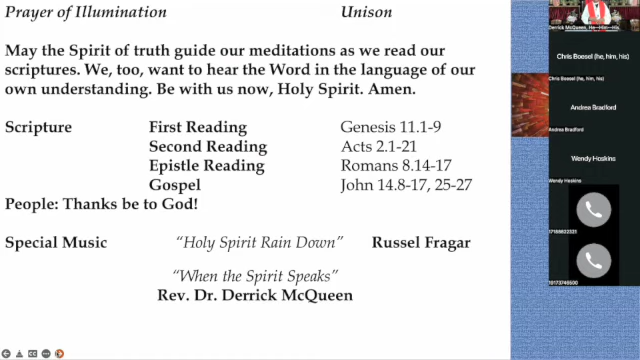 Prayer of Illumination Unison
May the Spirit of truth guide our meditations as we read our
scriptures. We, too, want to hear the Word in the language of our
own understanding. Be with us now, Holy Spirit. Amen.
Scripture First Reading Genesis 11.1-9
Second Reading Acts 2.1-21
Epistle Reading Romans 8.14-17
Gospel John 14.8-17, 25-27
People: Thanks be to God!
Special Music “Holy Spirit Rain Down” Russel Fragar
“When the Spirit Speaks”
Rev. Dr. Derrick McQueen
Derrick McQueen, He~Him~His
Chris Boesel (he, him, his)
Chris Boesel (he, him, his)
Andrea Bradford
Andrea Bradford
Wendy Hoskins
Wendy Hoskins